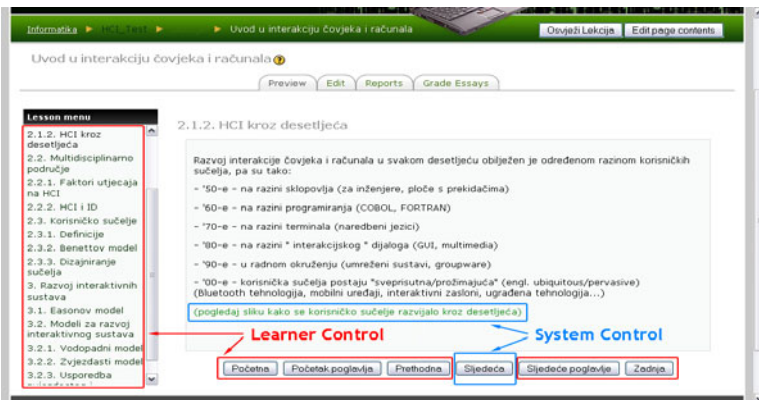 Informatika ► HCI_Test ► ► Uvod u interakciju čovjeka i računala
Osvježi Lekcija Edit page contents
Uvod u interakciju čovjeka i računala
Preview Edit Reports Grade Essays
Lesson menu
2.1.2. HCI kroz
desetljeća
2.2. Multidisciplinarno
područje
2.2.1. Faktori utjecaja
na HCI
2.2.2. HCI i ID
2.3. Korisničko sučelje
2.3.1. Definicije
2.3.2. Benettov model
2.3.3. Dizajniranje
sučelja
3. Razvoj interaktivnih
sustava
3.1. Easonov model
3.2. Modeli za razvoj
interaktivnog sustava
3.2.1. Vodopadni model
3.2.2. Zvjezdasti model
3.2.3. Usporedba
2.1.2. HCI kroz desetljeća
Razvoj interakcije čovjeka i računala u svakom desetljeću obilježen je određenom razinom korisničkih
sučelja, pa su tako:
- '50-e - na razini sklopovlja (za inženjere, ploče s prekidačima)
- '60-e - na razini programiranja (COBOL, FORTRAN)
- '70-e - na razini terminala (naredbeni jezici)
- '80-e - na razini " interakcijskog " dijaloga (GUI, multimedia)
- '90-e - u radnom okruženju (umreženi sustavi, groupware)
- '00-e - korisnička sučelja postaju "sveprisutna/prožimajuća" (engl. ubiquitous/pervasive)
(Bluetooth tehnologija, mobilni uređaji, interaktivni zasloni, ugrađena tehnologija...)
(pogledaj sliku kako se korisničko sučelje razvijalo kroz desetljeća)
Learner Control System Control
Početna Početak poglavlja Prethodna Sljedeća Sljedeće poglavlje Zadnja